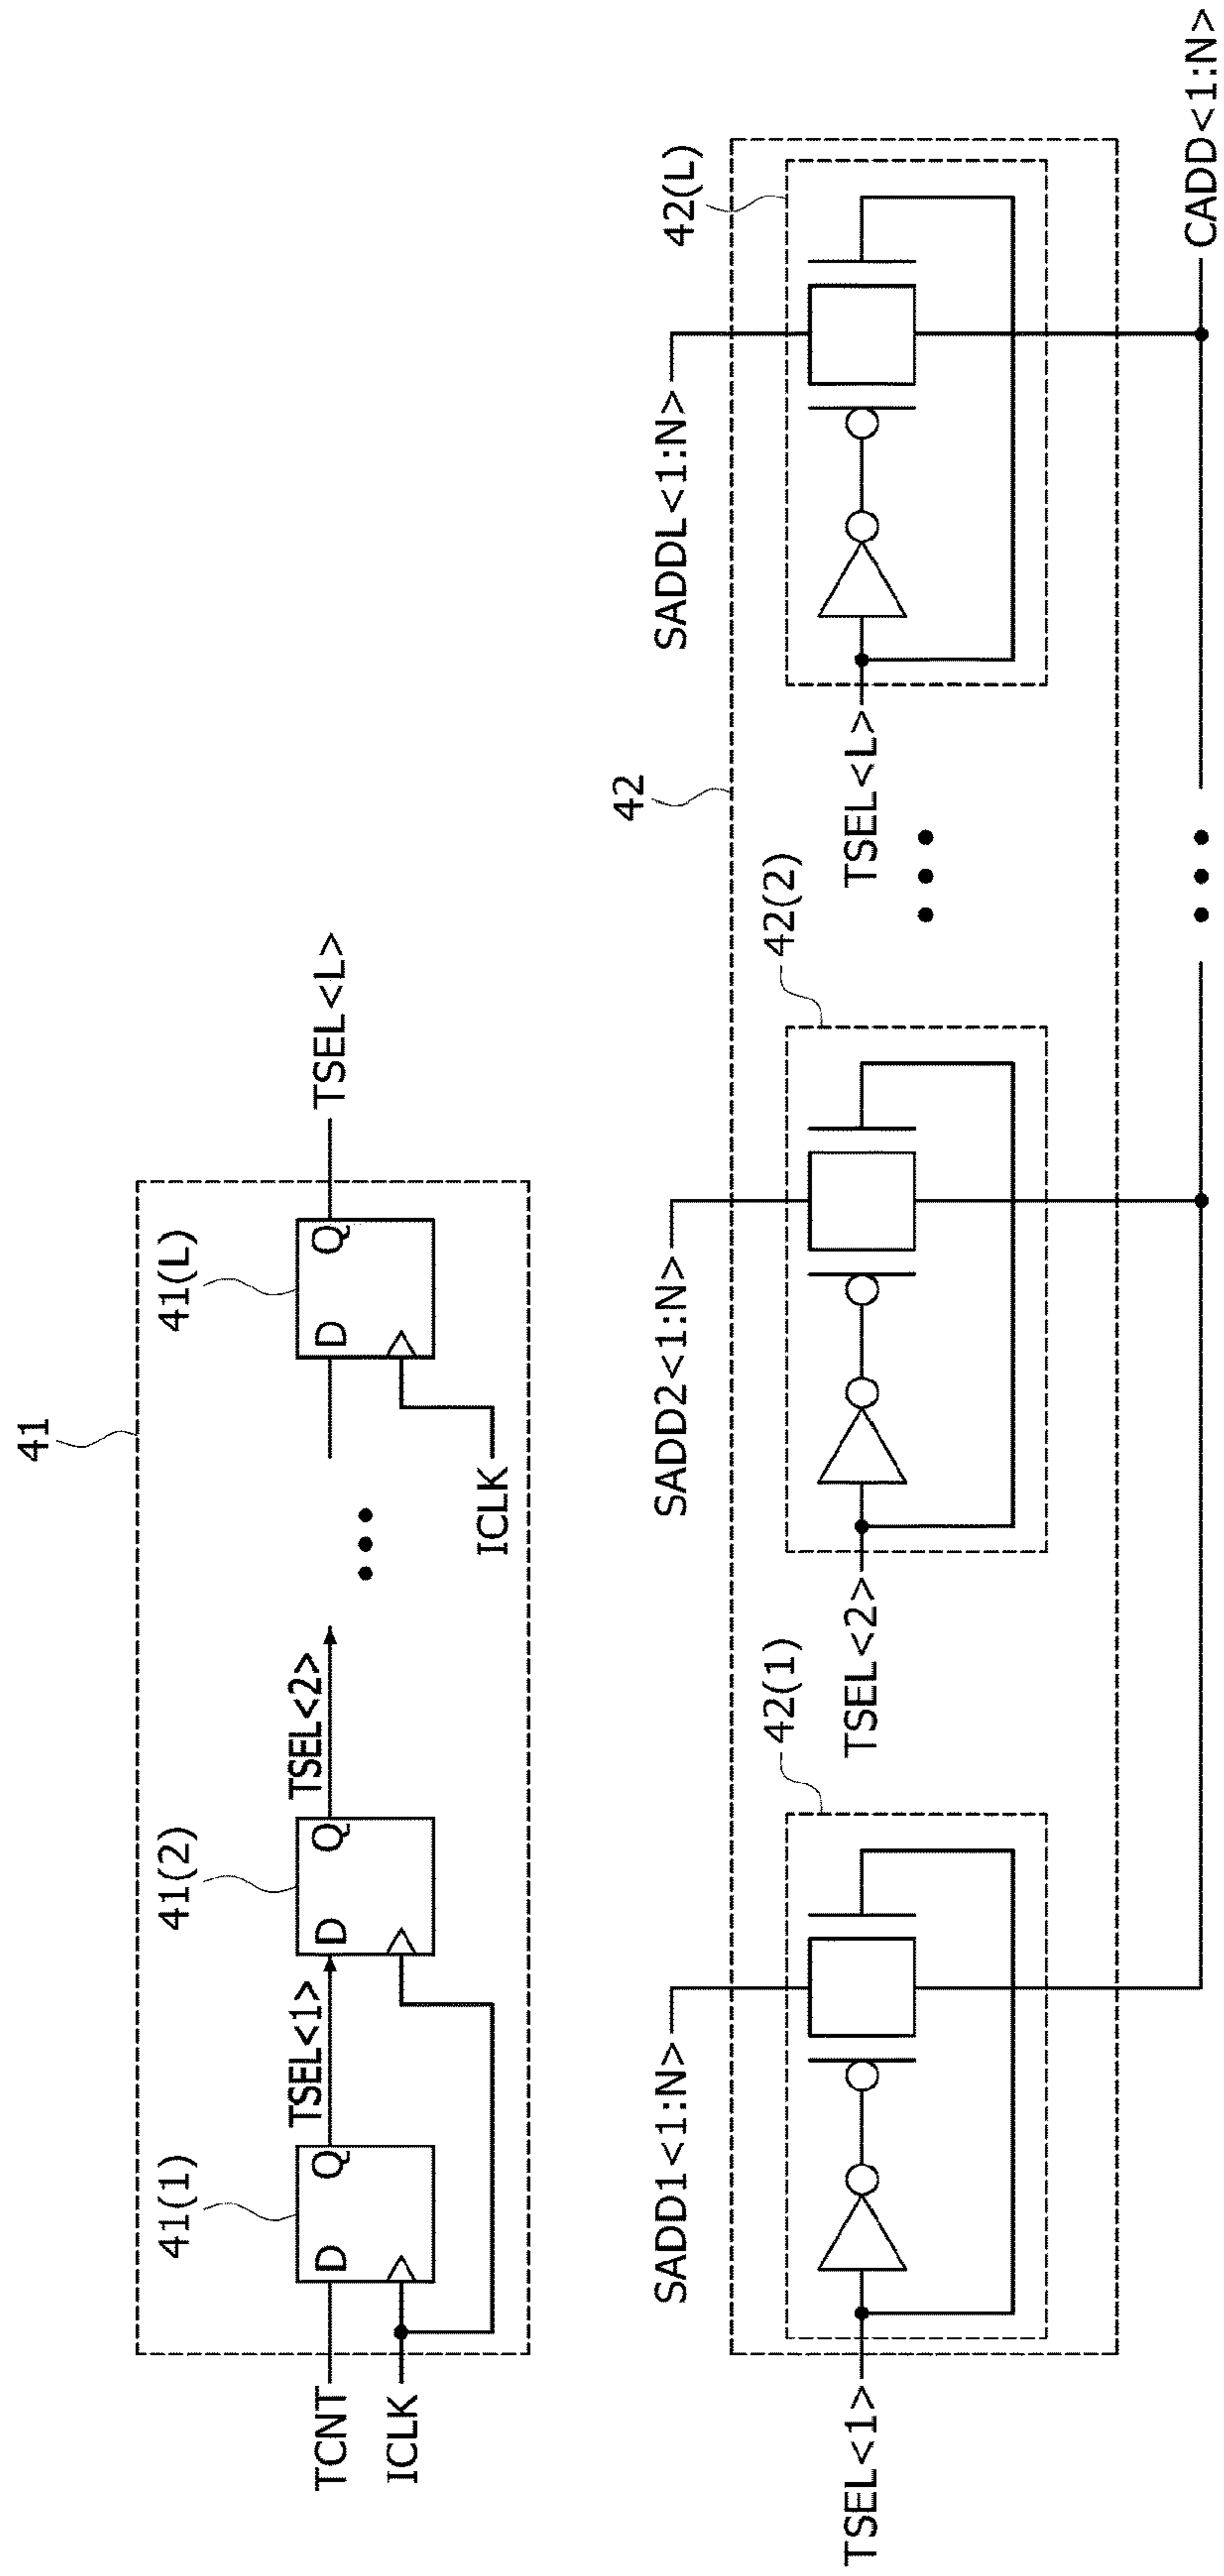 41
41(1)
41(2)
41(L)
TCNT
D
Q
TSEL<1>
D
Q
TSEL<2>
D
Q
TSEL<L>
ICLK
ICLK
42
SADD1<1:N>
42(1)
SADD2<1:N>
42(2)
SADDL<1:N>
42(L)
TSEL<1>
TSEL<2>
TSEL<L>
CADD<1:N>